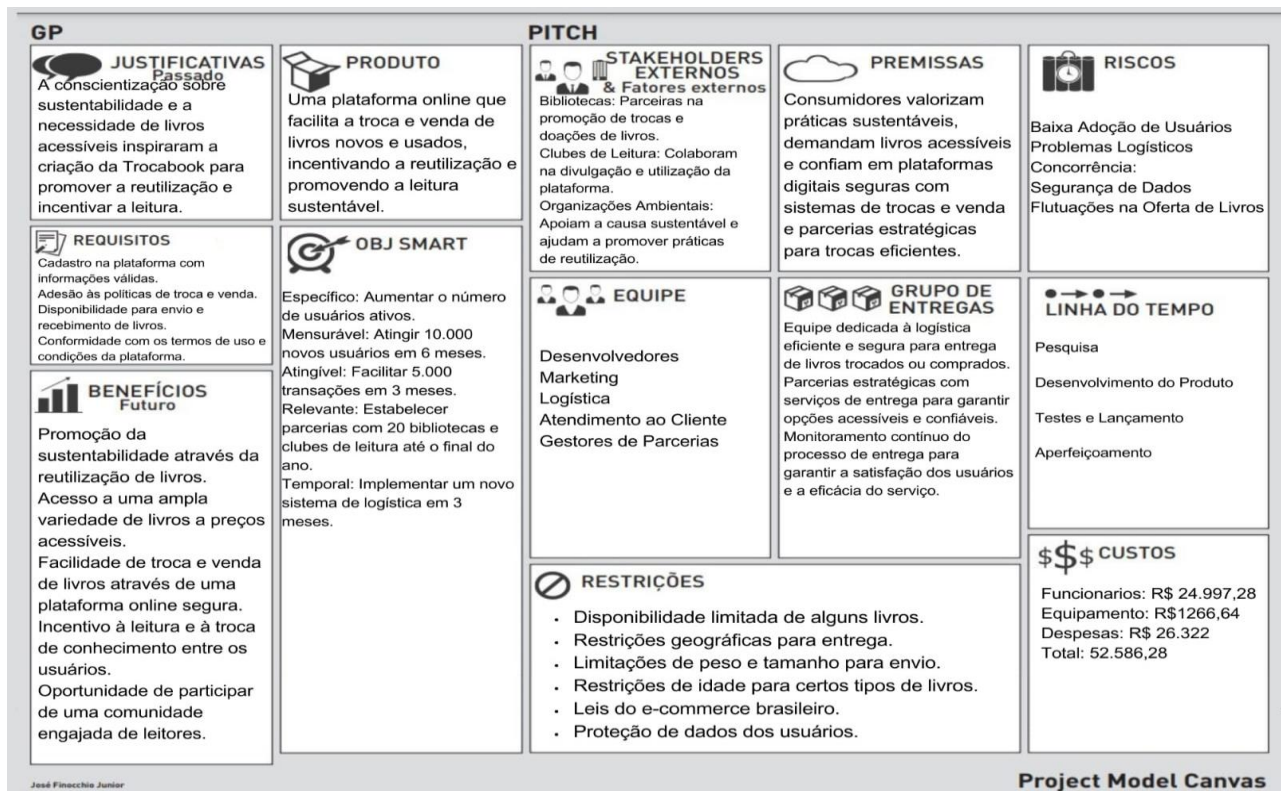 GP
PITCH
JUSTIFICATIVAS
Passado
A conscientização sobre
sustentabilidade e a
necessidade de livros
acessíveis inspiraram a
criação da Trocabook para
promover a reutilização e
incentivar a leitura.
PRODUTO
Uma plataforma online que
facilita a troca e venda de
livros novos e usados,
incentivando a reutilização e
promovendo a leitura
sustentável.
STAKEHOLDERS
EXTERNOS
& Fatores externos
Bibliotecas: Parceiras na
promoção de trocas e
doações de livros.
Clubes de Leitura: Colaboram
na divulgação e utilização da
plataforma.
Organizações Ambientais:
Apoiam a causa sustentável e
ajudam a promover práticas
de reutilização.
PREMISSAS
Consumidores valorizam
práticas sustentáveis,
demandam livros acessíveis
e confiam em plataformas
digitais seguras com
sistemas de trocas e venda
e parcerias estratégicas
para trocas eficientes.
RISCOS
Baixa Adoção de Usuários
Problemas Logísticos
Concorrência:
Segurança de Dados
Flutuações na Oferta de Livros
REQUISITOS
Cadastro na plataforma com
informações válidas.
Adesão às políticas de troca e venda.
Disponibilidade para envio e
recebimento de livros.
Conformidade com os termos de uso e
condições da plataforma.
OBJ SMART
Específico: Aumentar o número
de usuários ativos.
Mensurável: Atingir 10.000
novos usuários em 6 meses.
Atingível: Facilitar 5.000
transações em 3 meses.
Relevante: Estabelecer
parcerias com 20 bibliotecas e
clubes de leitura até o final do
ano.
Temporal: Implementar um novo
sistema de logística em 3
meses.
EQUIPE
Desenvolvedores
Marketing
Logística
Atendimento ao Cliente
Gestores de Parcerias
GRUPO DE
ENTREGAS
Equipe dedicada à logística
eficiente e segura para entrega
de livros trocados ou comprados.
Parcerias estratégicas com
serviços de entrega para garantir
opções acessíveis e confiáveis.
Monitoramento contínuo do
processo de entrega para
garantir a satisfação dos usuários
e a eficácia do serviço.
LINHA DO TEMPO
Pesquisa
Desenvolvimento do Produto
Testes e Lançamento
Aperfeiçoamento
BENEFÍCIOS
Futuro
Promoção da
sustentabilidade através da
reutilização de livros.
Acesso a uma ampla
variedade de livros a preços
acessíveis.
Facilidade de troca e venda
de livros através de uma
plataforma online segura.
Incentivo à leitura e à troca
de conhecimento entre os
usuários.
Oportunidade de participar
de uma comunidade
engajada de leitores.
RESTRIÇÕES
• Disponibilidade limitada de alguns livros.
• Restrições geográficas para entrega.
• Limitações de peso e tamanho para envio.
• Restrições de idade para certos tipos de livros.
• Leis do e-commerce brasileiro.
• Proteção de dados dos usuários.
$$$ CUSTOS
Funcionarios: R$ 24.997,28
Equipamento: R$1266,64
Despesas: R$ 26.322
Total: 52.586,28
José Finocchio Junior
Project Model Canvas